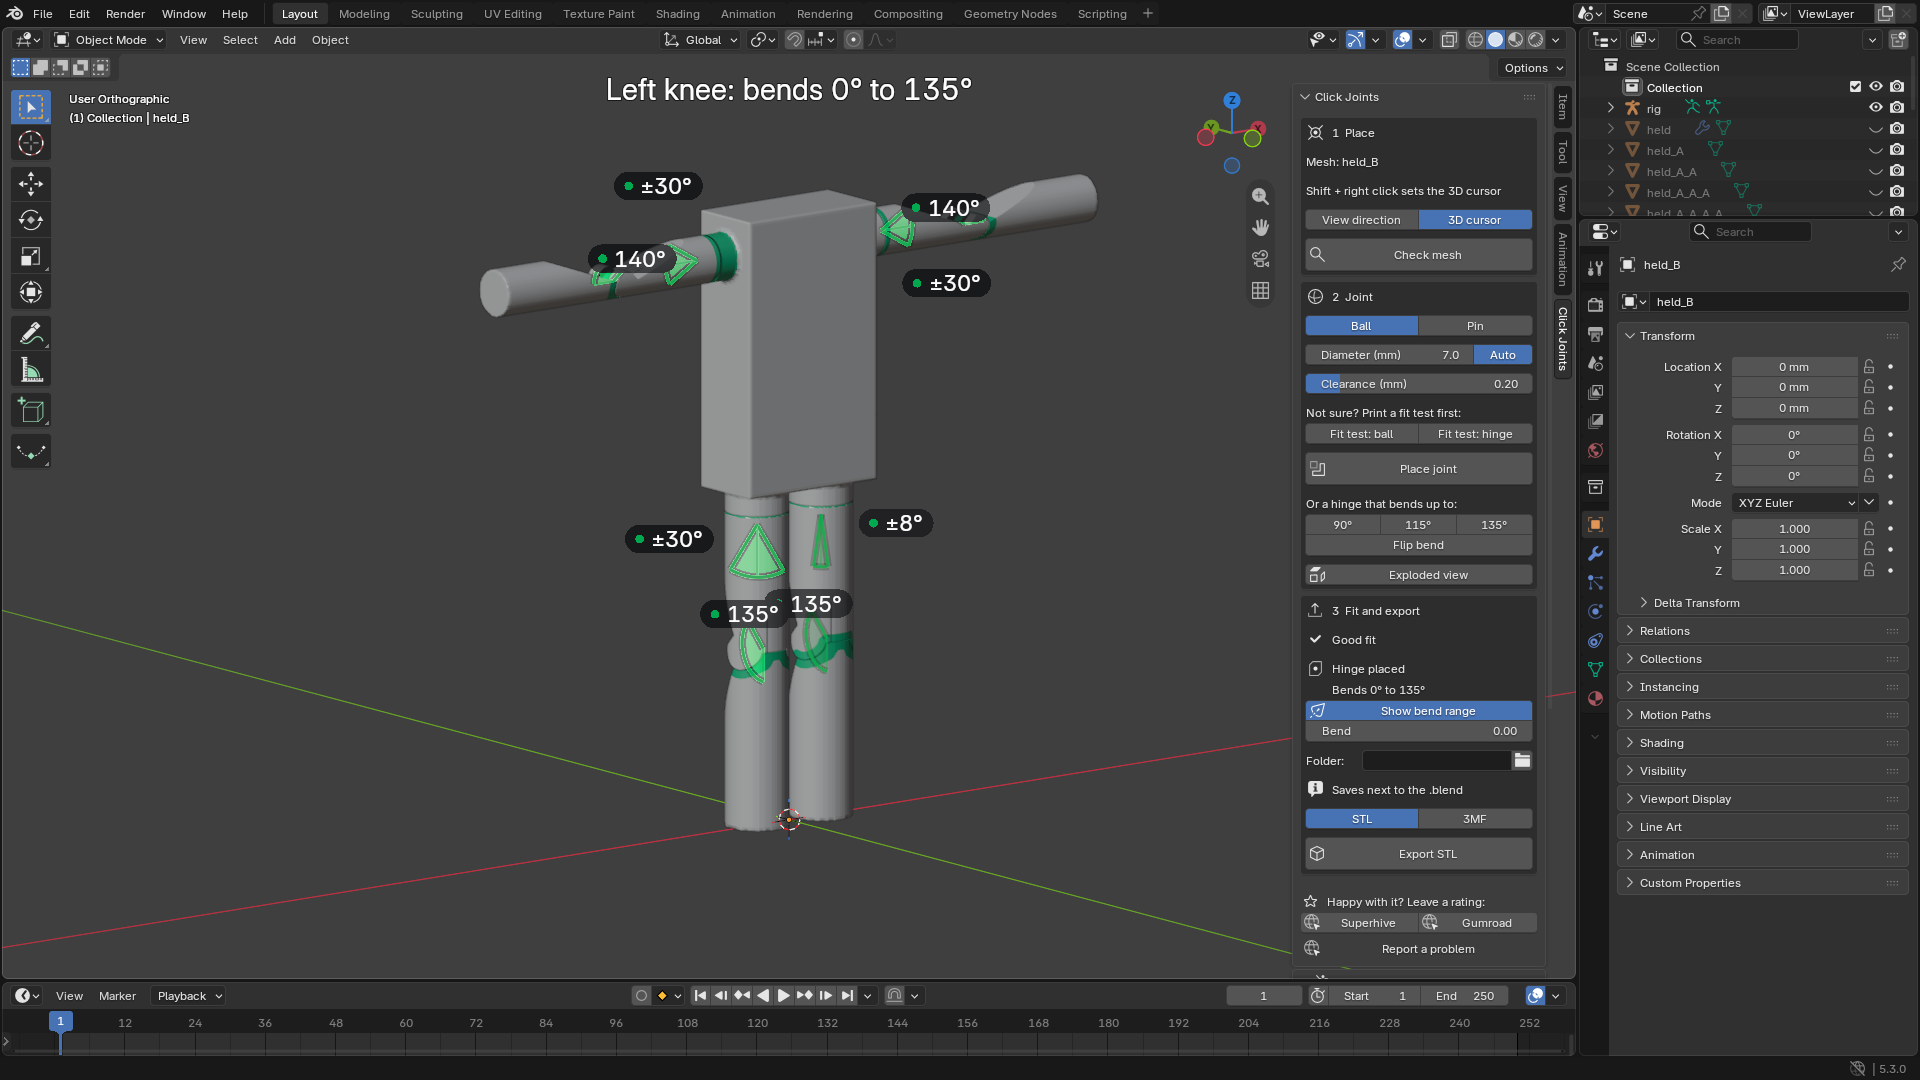 File Edit Render Window Help Layout Modeling Sculpting UV Editing Texture Paint Shading Animation Rendering Compositing Geometry Nodes Scripting + Scene ViewLayer
Object Mode View Select Add Object Global Search
Options
User Orthographic
(1) Collection | held_B
Left knee: bends 0° to 135°
Z
±30°
140°
140°
±30°
±30°
±8°
135°
135°
Click Joints
1 Place
Mesh: held_B
Shift + right click sets the 3D cursor
View direction 3D cursor
Check mesh
2 Joint
Ball Pin
Diameter (mm) 7.0 Auto
Clearance (mm) 0.20
Not sure? Print a fit test first:
Fit test: ball Fit test: hinge
Place joint
Or a hinge that bends up to:
90° 115° 135°
Flip bend
Exploded view
3 Fit and export
Good fit
Hinge placed
Bends 0° to 135°
Show bend range
Bend 0.00
Folder:
Saves next to the .blend
STL 3MF
Export STL
Happy with it? Leave a rating:
Superhive Gumroad
Report a problem
Item
Tool
View
Animation
Click Joints
Scene Collection
Collection
rig
held
held_A
held_A_A
held_A_A_A
held_A_A_A_A
Search
held_B
held_B
Transform
Location X 0 mm
Y 0 mm
Z 0 mm
Rotation X 0°
Y 0°
Z 0°
Mode XYZ Euler
Scale X 1.000
Y 1.000
Z 1.000
Delta Transform
Relations
Collections
Instancing
Motion Paths
Shading
Visibility
Viewport Display
Line Art
Animation
Custom Properties
View Marker Playback 1 Start 1 End 250
1 12 24 36 48 60 72 84 96 108 120 132 144 156 168 180 192 204 216 228 240 252
5.3.0